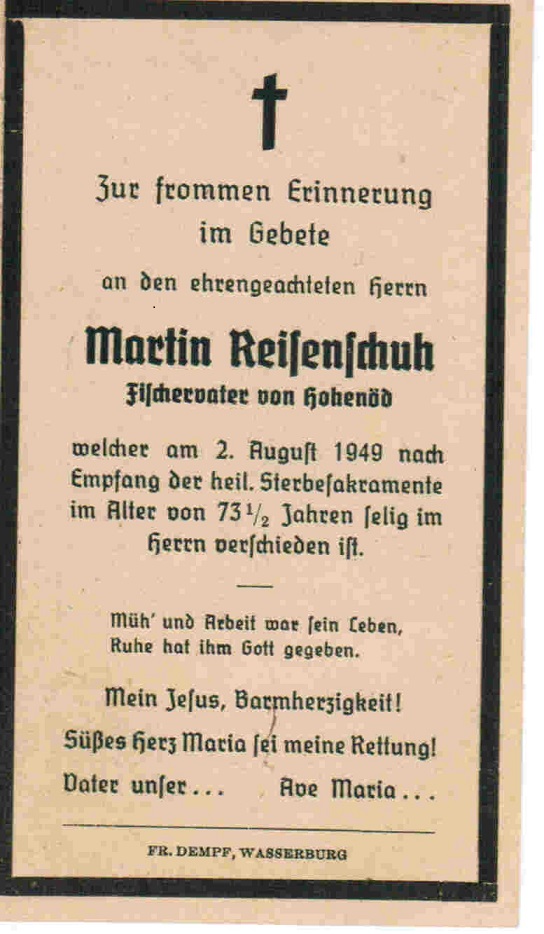 Zur frommen Erinnerung
im Gebete
an den ehrengeachteten Herrn
Martin Reiſenſchuh
Fiſchervater von Hohenöd
welcher am 2. Auguſt 1949 nach
Empfang der heil. Sterbeſakramente
im Alter von 73 1/2 Jahren ſelig im
Herrn verſchieden iſt.
Müh' und Arbeit war ſein Leben,
Ruhe hat ihm Gott gegeben.
Mein Jeſus, Barmherzigkeit!
Süßes Herz Maria ſei meine Rettung!
Vater unſer... Ave Maria...
FR. DEMPF, WASSERBURG